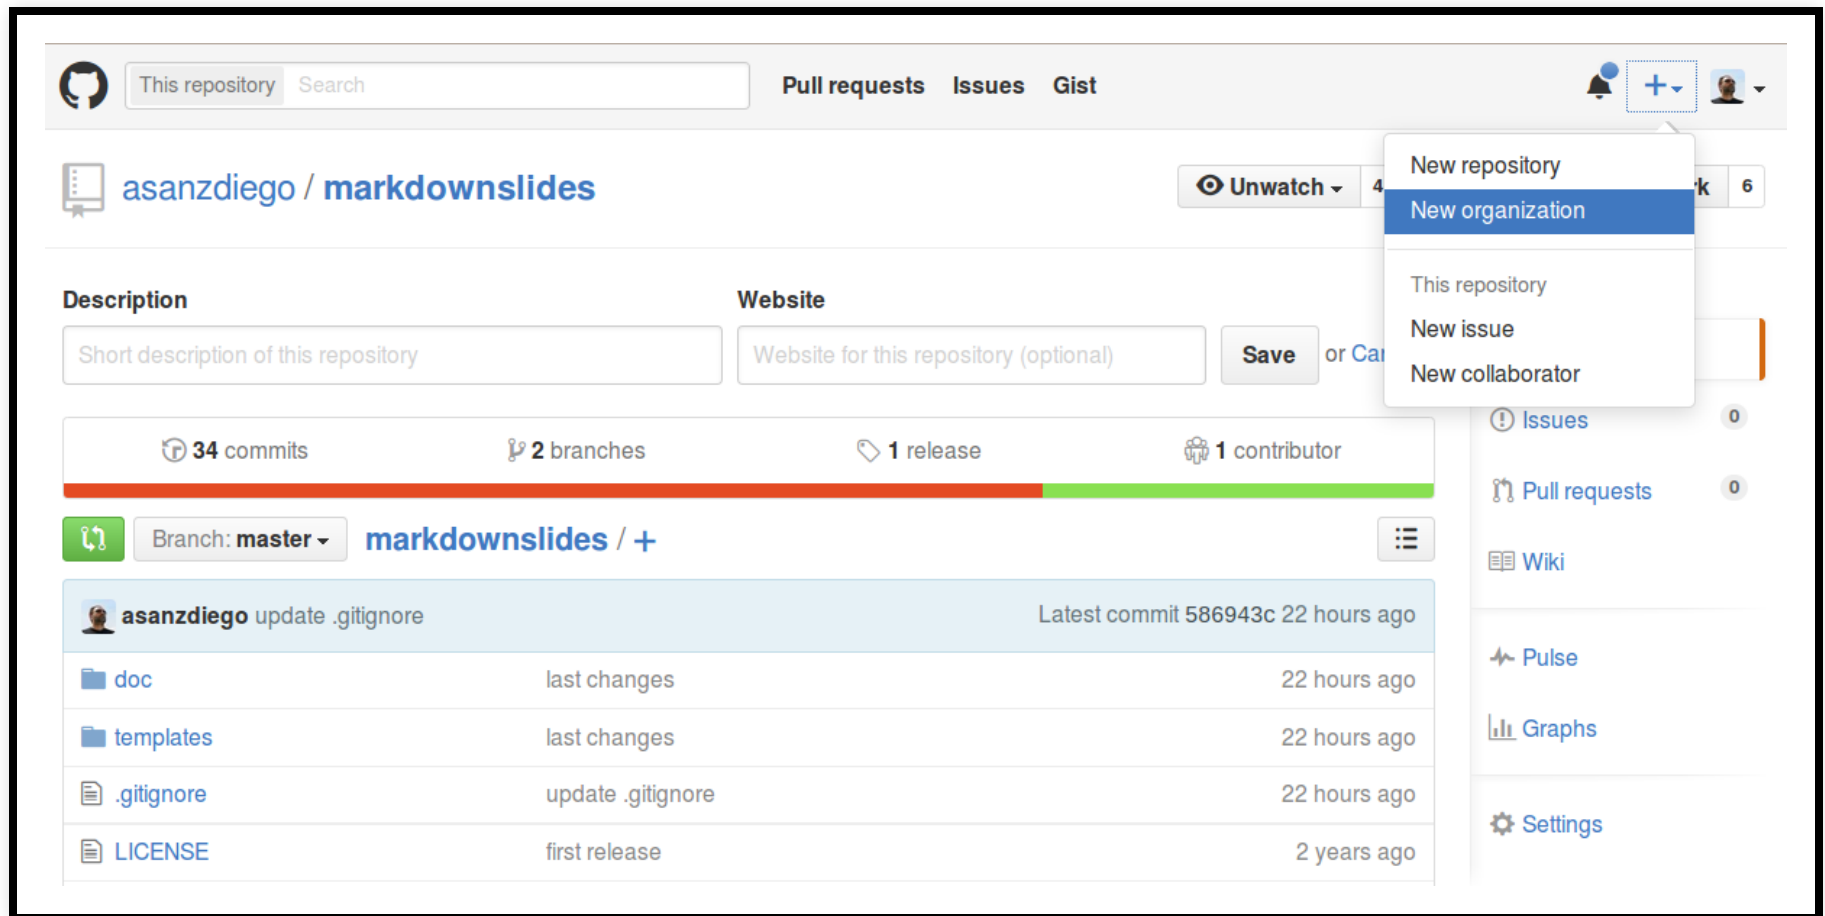 This repository Search Pull requests Issues Gist
New repository
asanzdiego / markdownslides Unwatch 4 6
New organization
This repository
Description Website
New issue
Short description of this repository Website for this repository (optional) Save or
New collaborator
Issues 0
34 commits 2 branches 1 release 1 contributor
Pull requests 0
Branch: master markdownslides / +
Wiki
asanzdiego update .gitignore Latest commit 586943c 22 hours ago
Pulse
doc last changes 22 hours ago
templates last changes 22 hours ago
Graphs
.gitignore update .gitignore 22 hours ago
Settings
LICENSE first release 2 years ago